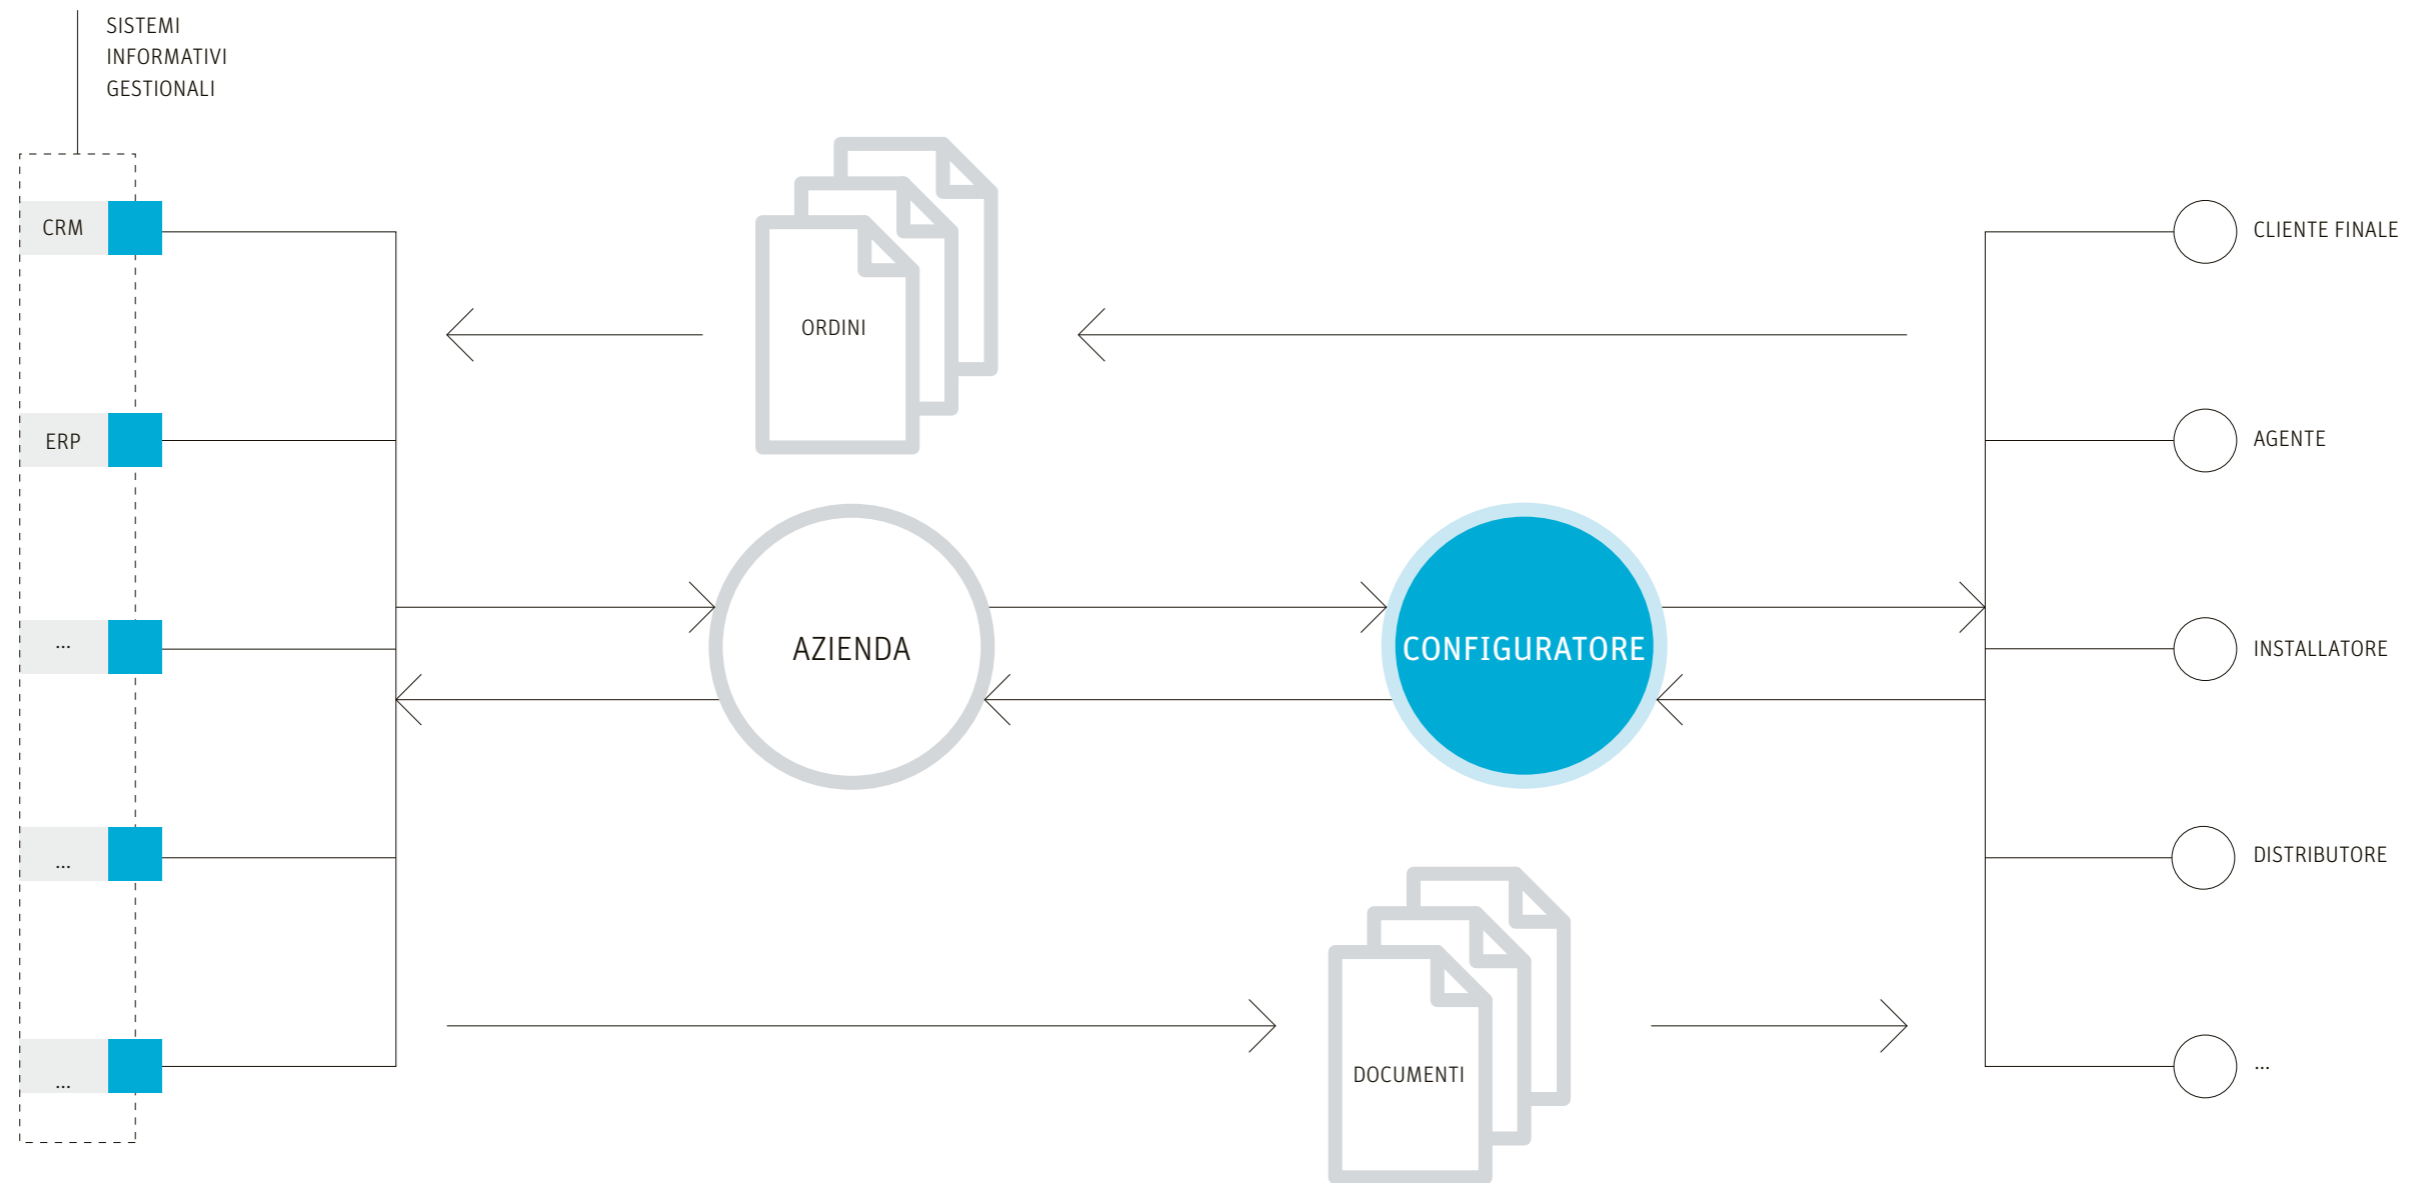 SISTEMI
INFORMATIVI
GESTIONALI
CRM
ORDINI
CLIENTE FINALE
ERP
AGENTE
...
AZIENDA
CONFIGURATORE
INSTALLATORE
...
DISTRIBUTORE
...
DOCUMENTI
...